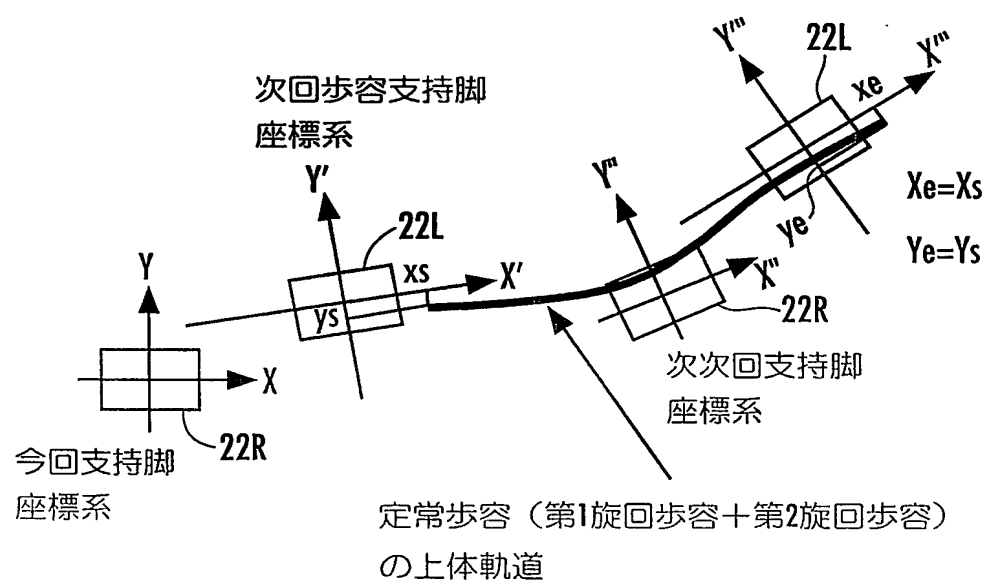 Y'''
22L
X'''
xe
次回歩容支持脚
座標系
Y'
22L
Y''
Xe=Xs
ye
Ye=Ys
Y
xs
X'
X''
ys
22R
X
次次回支持脚
座標系
22R
今回支持脚
座標系
定常歩容（第1旋回歩容＋第2旋回歩容）
の上体軌道